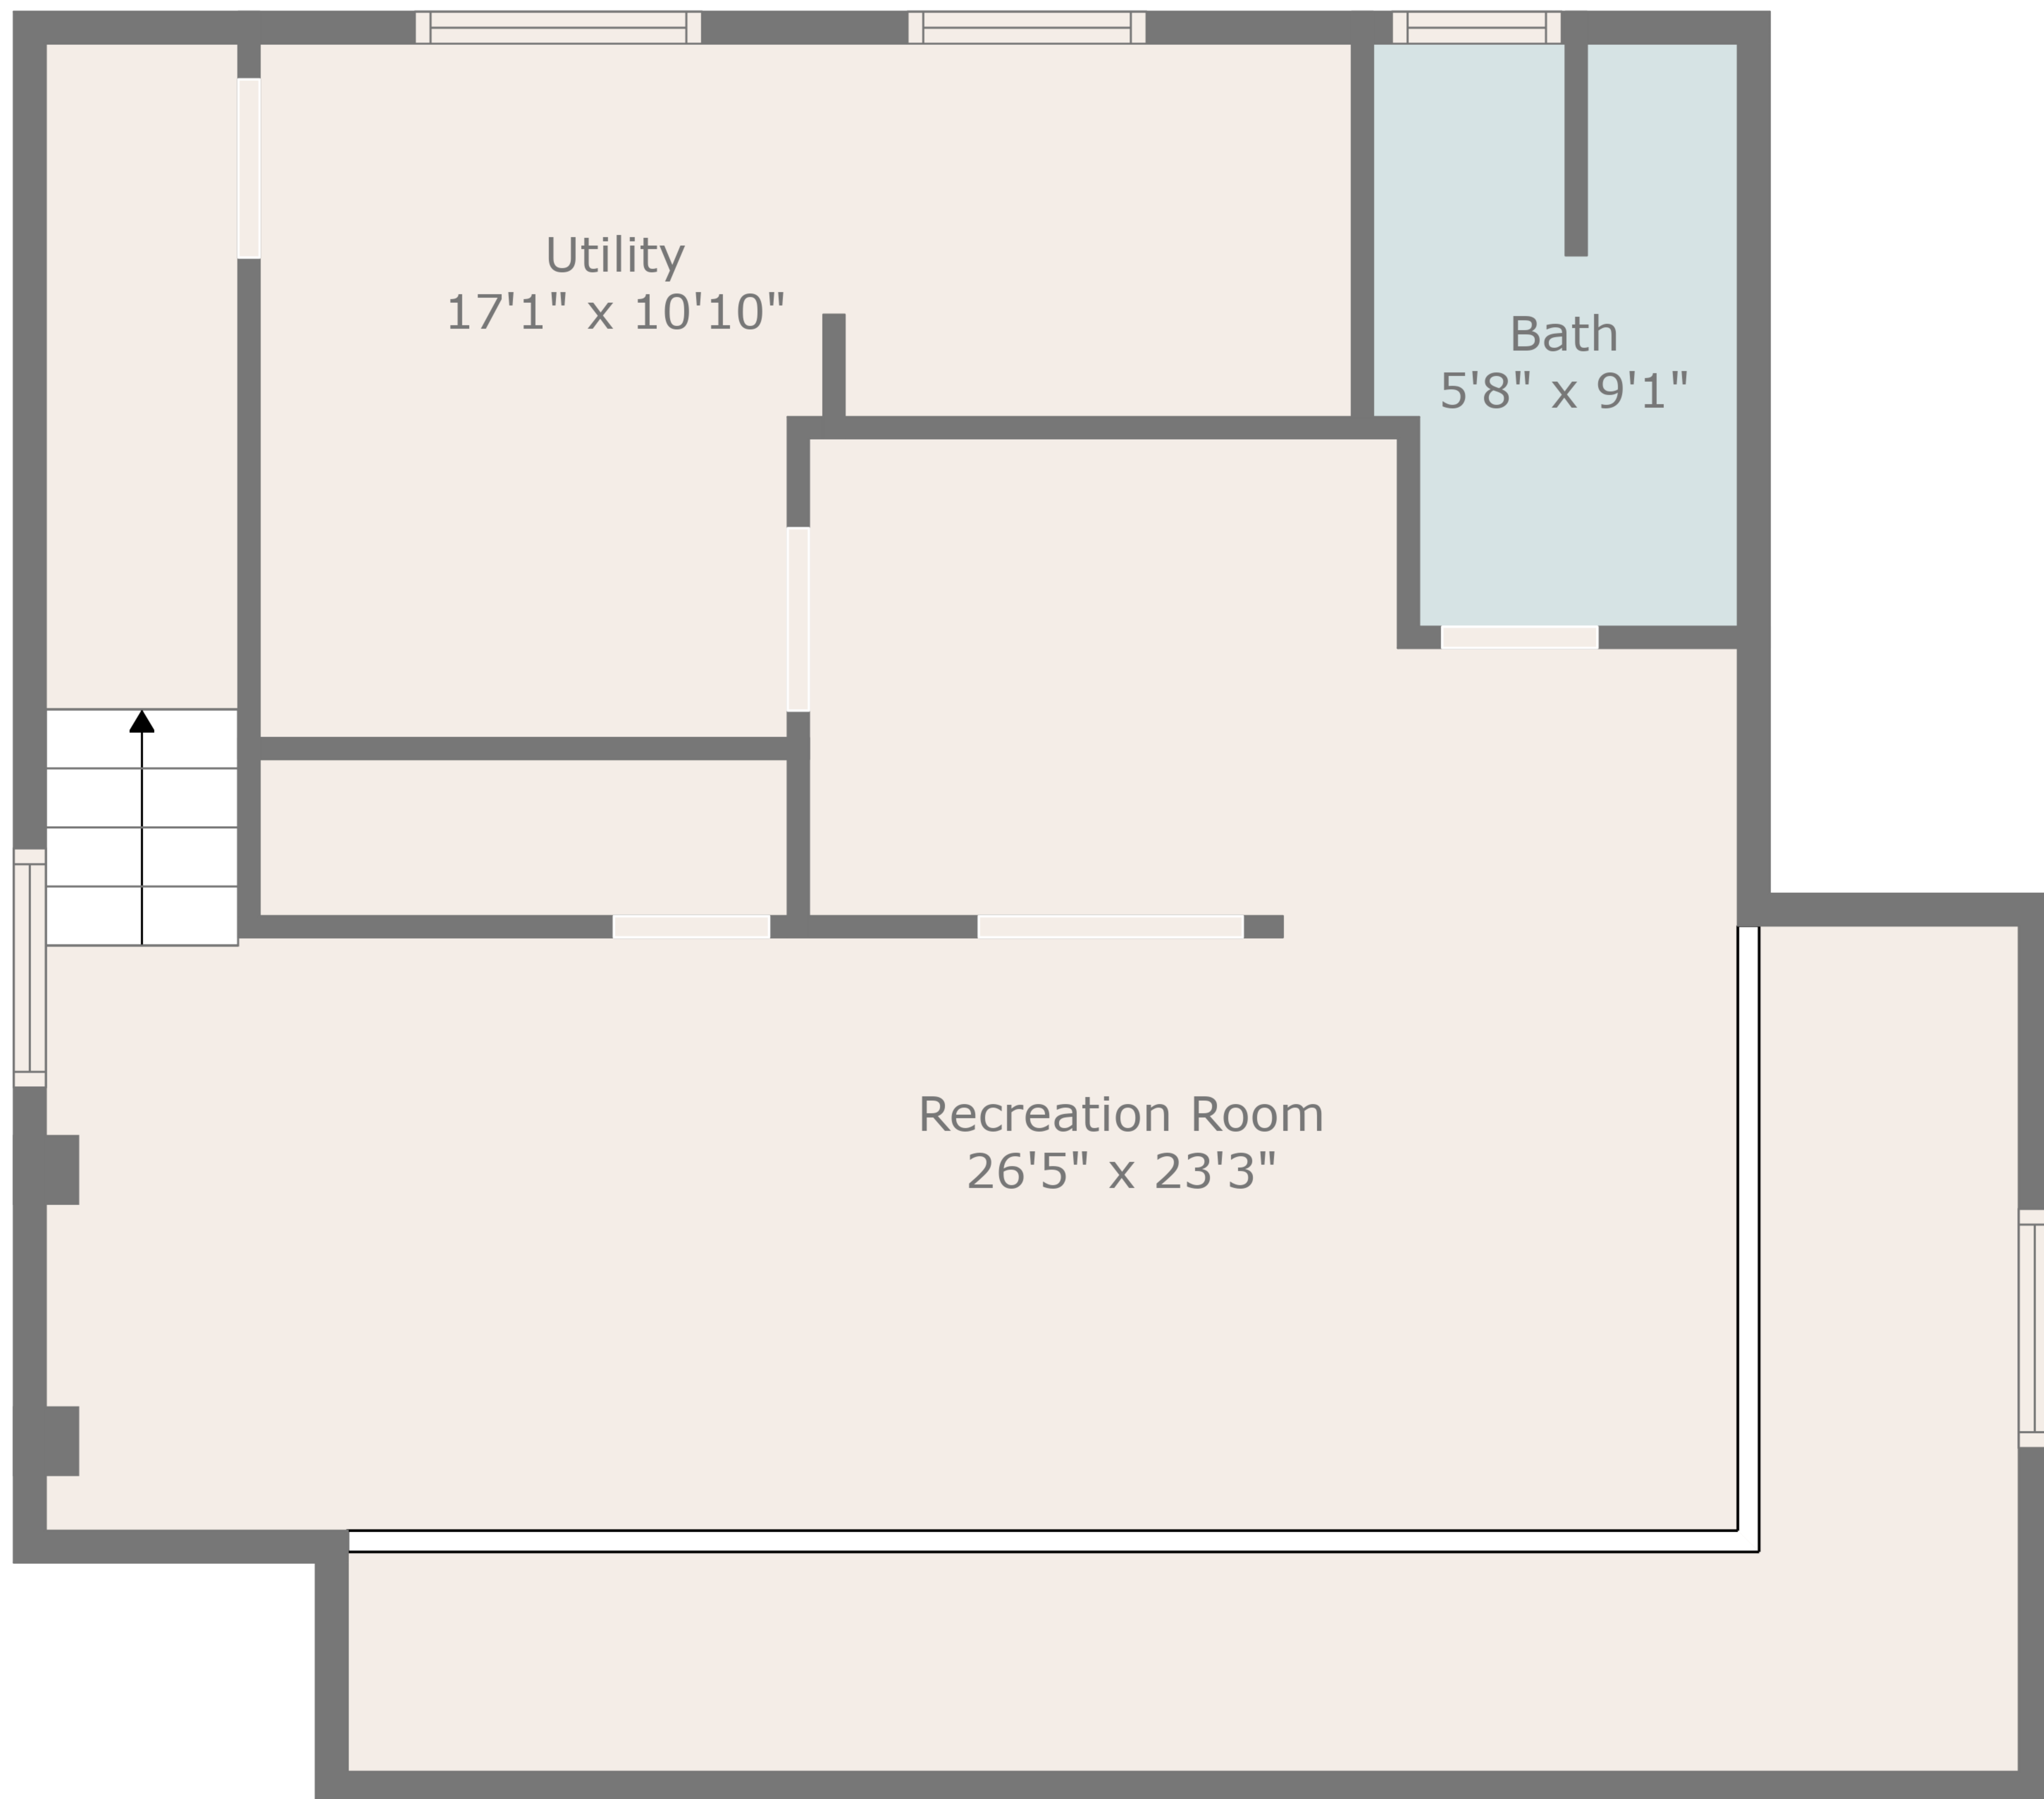 Utility
17'1" x 10'10"
Bath
5'8" x 9'1"
Recreation Room
26'5" x 23'3"